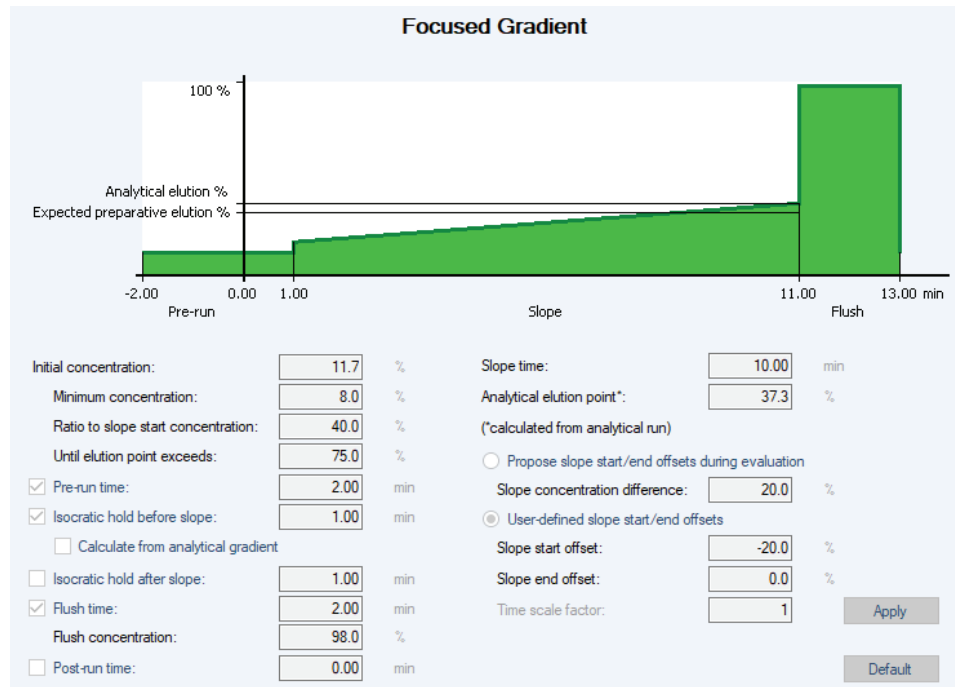 Focused Gradient
100 %
Analytical elution %
Expected preparative elution %
-2.00 0.00 1.00 11.00 13.00 min
Pre-run Slope Flush
Initial concentration: 11.7 %
Minimum concentration: 8.0 %
Ratio to slope start concentration: 40.0 %
Until elution point exceeds: 75.0 %
Pre-run time: 2.00 min
Isocratic hold before slope: 1.00 min
Calculate from analytical gradient
Isocratic hold after slope: 1.00 min
Flush time: 2.00 min
Flush concentration: 98.0 %
Post-run time: 0.00 min
Slope time: 10.00 min
Analytical elution point*: 37.3 %
(*calculated from analytical run)
Propose slope start/end offsets during evaluation
Slope concentration difference: 20.0 %
User-defined slope start/end offsets
Slope start offset: -20.0 %
Slope end offset: 0.0 %
Time scale factor: 1
Apply
Default